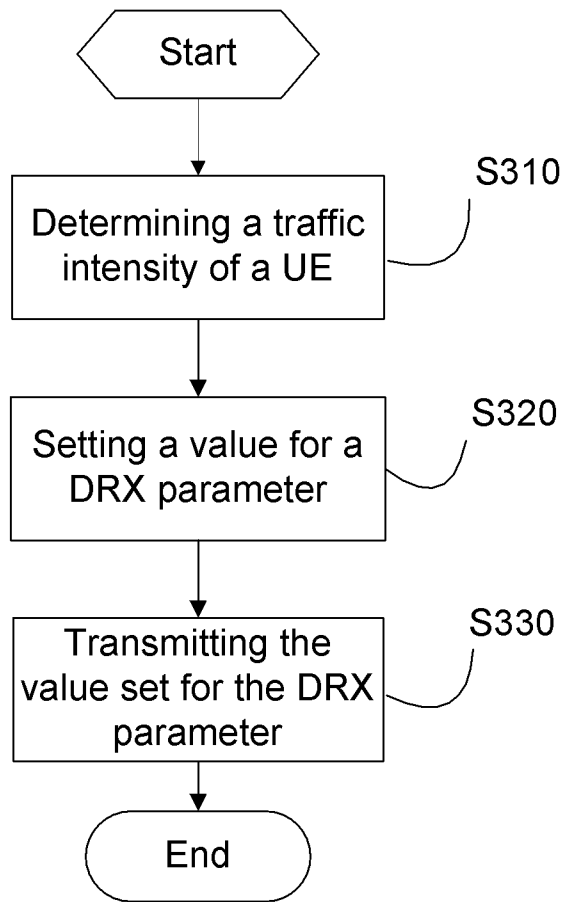 Start
S310
Determining a traffic
intensity of a UE
S320
Setting a value for a
DRX parameter
S330
Transmitting the
value set for the DRX
parameter
End